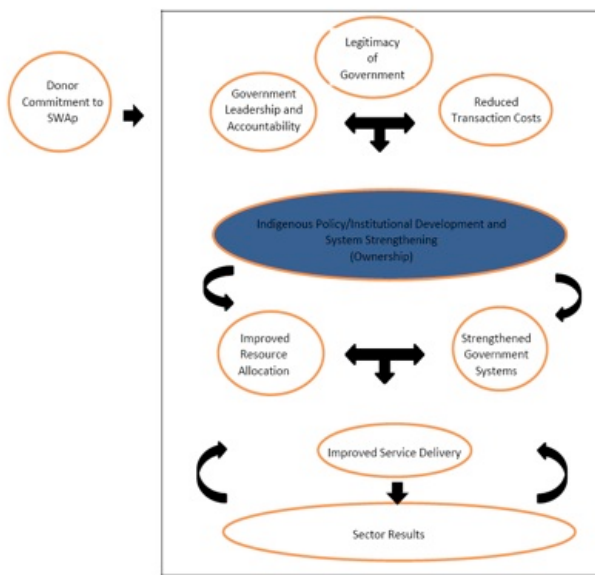 Donor
Commitment to
SWAp
Legitimacy
of
Government
Government
Leadership and
Accountability
Reduced
Transaction Costs
Indigenous Policy/Institutional Development and
System Strengthening
(Ownership)
Improved
Resource
Allocation
Strengthened
Government
Systems
Improved Service Delivery
Sector Results